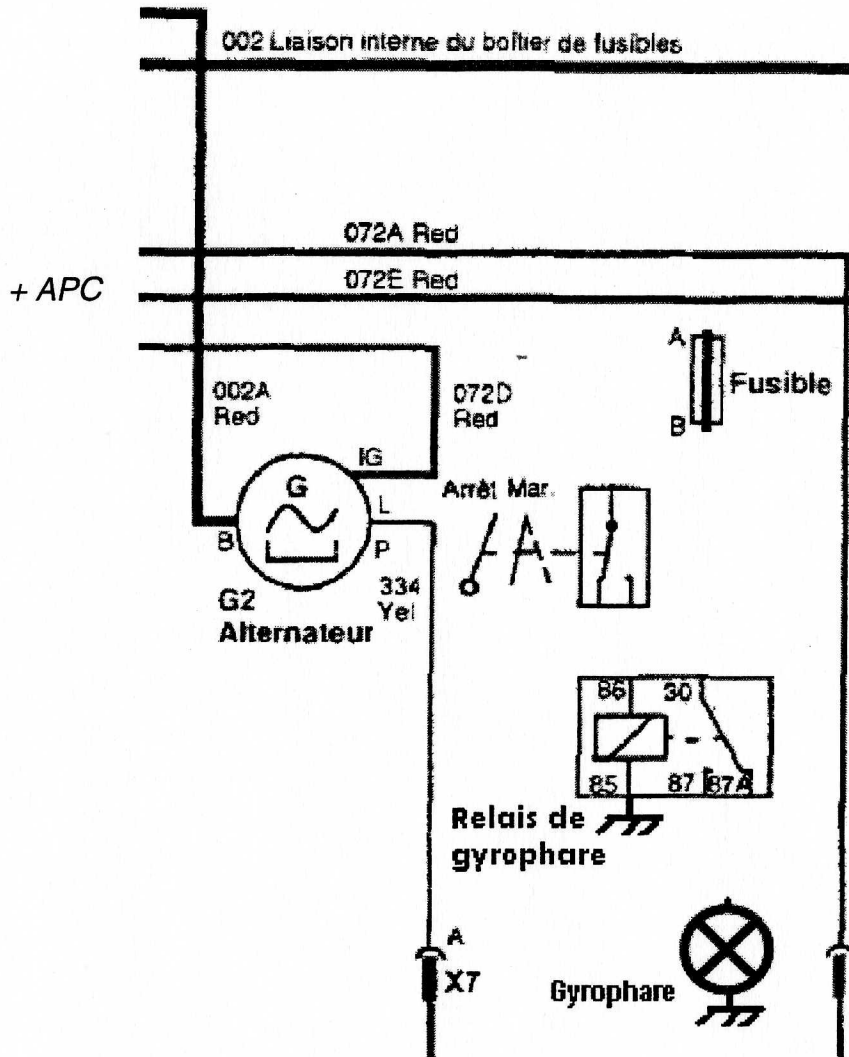 002 Liaison interne du boîtier de fusibles
072A Red
+ APC
072E Red
A
Fusible
B
002A
Red
072D
Red
IG
G
L
B
P
Arrêt Mar.
G2
Alternateur
334
Yel
86 30
85 87 87A
Relais de
gyrophare
A
X7
Gyrophare